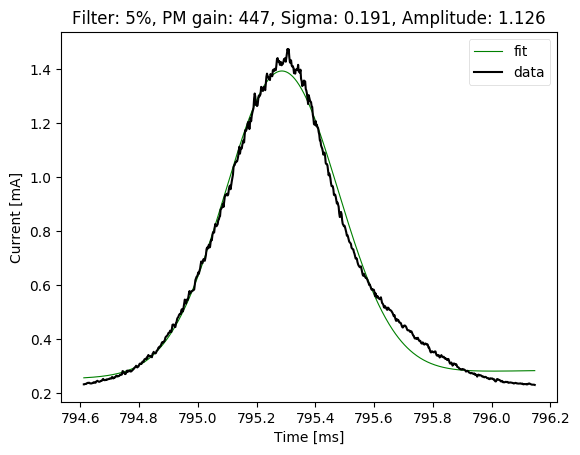 Filter: 5%, PM gain: 447, Sigma: 0.191, Amplitude: 1.126
fit
data
1.4
1.2
1.0
0.8
0.6
0.4
0.2
Current [mA]
794.6 794.8 795.0 795.2 795.4 795.6 795.8 796.0 796.2
Time [ms]